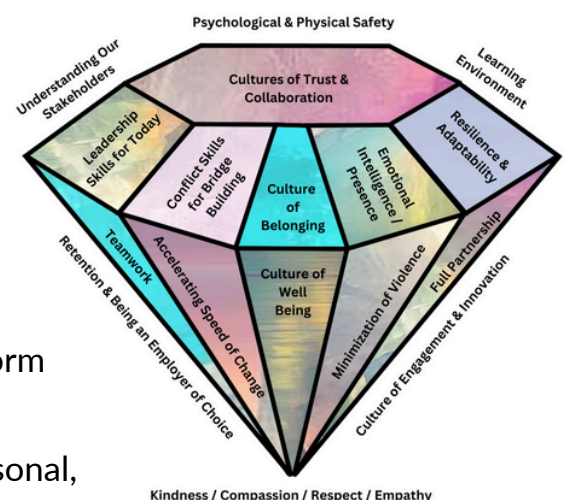 Psychological & Physical Safety
Understanding Our
Stakeholders
Learning
Environment
Cultures of Trust &
Collaboration
Leadership
Skills for Today
Conflict Skills
for Bridge
Building
Culture
of
Belonging
Emotional
Intelligence /
Presence
Resilience &
Adaptability
Teamwork
Accelerating Speed of Change
Culture of
Well
Being
Minimization of Violence
Full Partnership
Retention & Being an Employer of Choice
Culture of Engagement & Innovation
orm
sonal,
Kindness / Compassion / Respect / Empathy